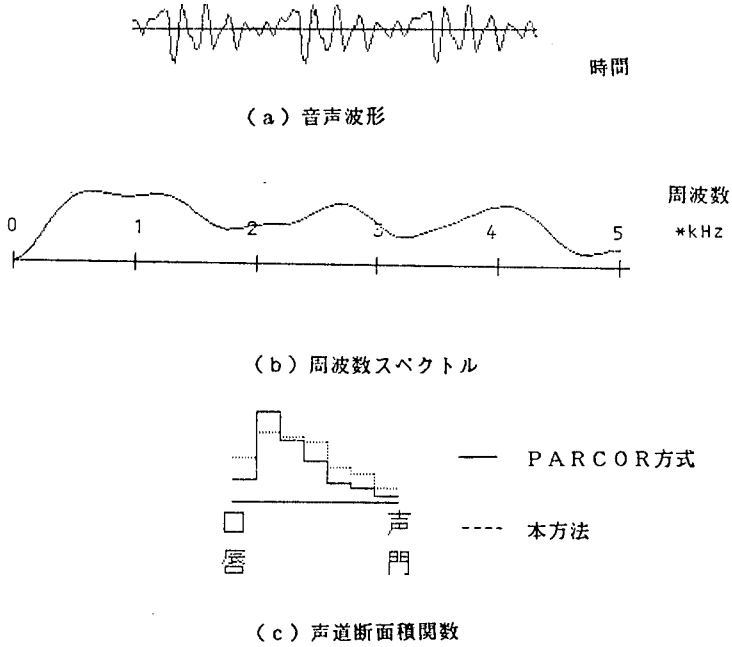 時間
(a)音声波形
周波数
0 1 2 3 4 5 *kHz
(b)周波数スペクトル
PARCOR方式
本方法
口唇 声門
(c)声道断面積関数